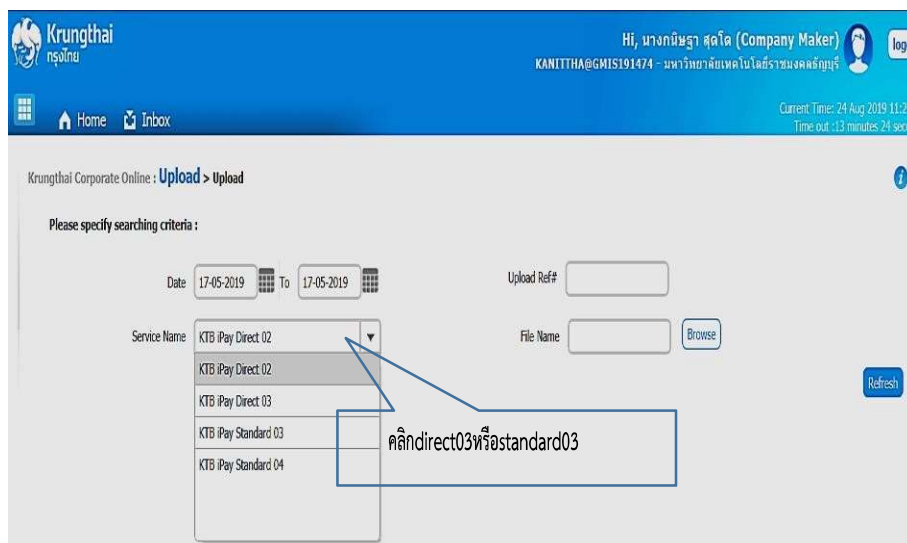 Krungthai
กรุงไทย
Hi, นางกนิษฐา สุดโด (Company Maker)
KANITTHA@GMIS191474 - มหาวิทยาลัยเทคโนโลยีราชมงคลธัญบุรี
log
Home Inbox
Current Time: 24 Aug 2019 11:2
Time out :13 minutes 24 sec
Krungthai Corporate Online : Upload > Upload
Please specify searching criteria :
Date 17-05-2019 To 17-05-2019 Upload Ref#
Service Name KTB iPay Direct 02 File Name Browse
KTB iPay Direct 02
Refresh
KTB iPay Direct 03
KTB iPay Standard 03
คลิกdirect03หรือstandard03
KTB iPay Standard 04